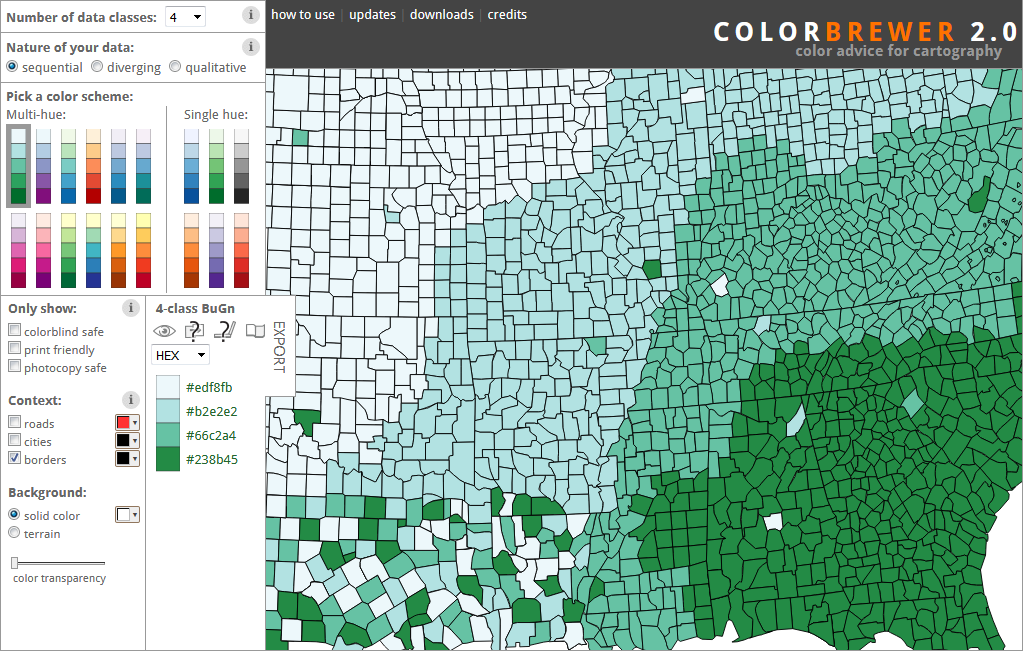 Number of data classes: 4 i
how to use | updates | downloads | credits
COLORBREWER 2.0
color advice for cartography
Nature of your data: i
sequential diverging qualitative
Pick a color scheme:
Multi-hue: Single hue:
Only show: i
colorblind safe
print friendly
photocopy safe
Context: i
roads
cities
borders
Background:
solid color
terrain
color transparency
4-class BuGn
? ?
HEX
#edf8fb
#b2e2e2
#66c2a4
#238b45
EXPORT